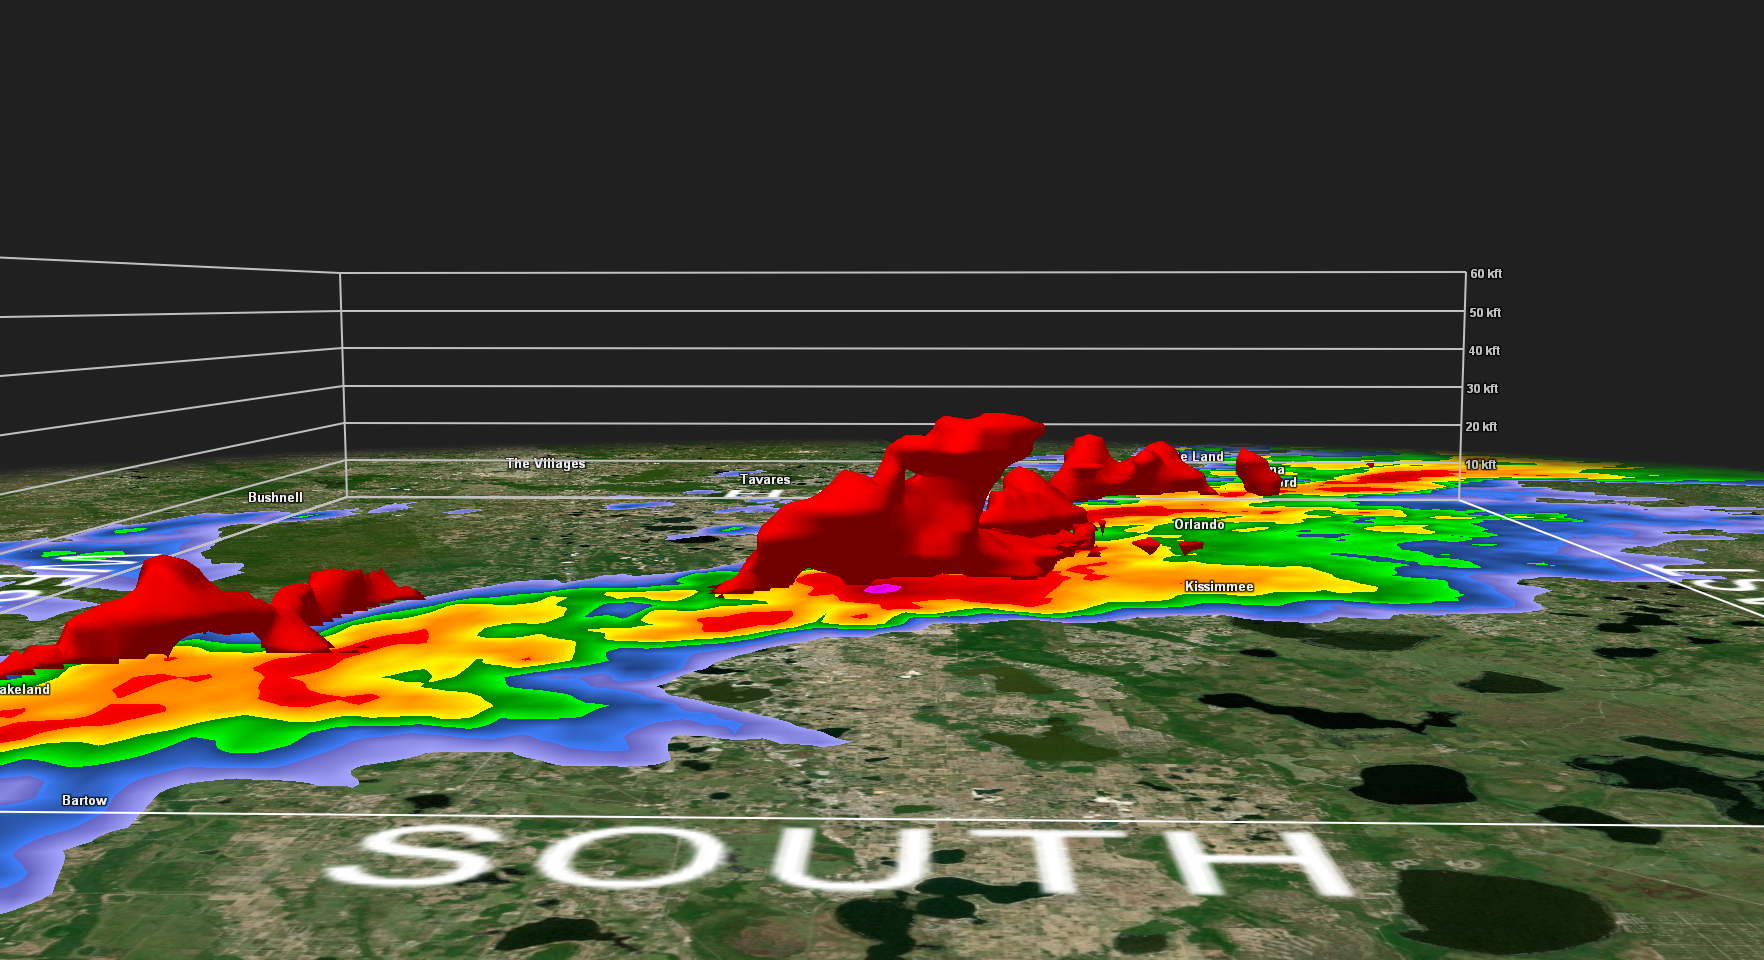 60 kft
50 kft
40 kft
30 kft
20 kft
10 kft
The Villages
e Land
na
Tavares
ord
Bushnell
Orlando
Kissimmee
akeland
Bartow
SOUTH